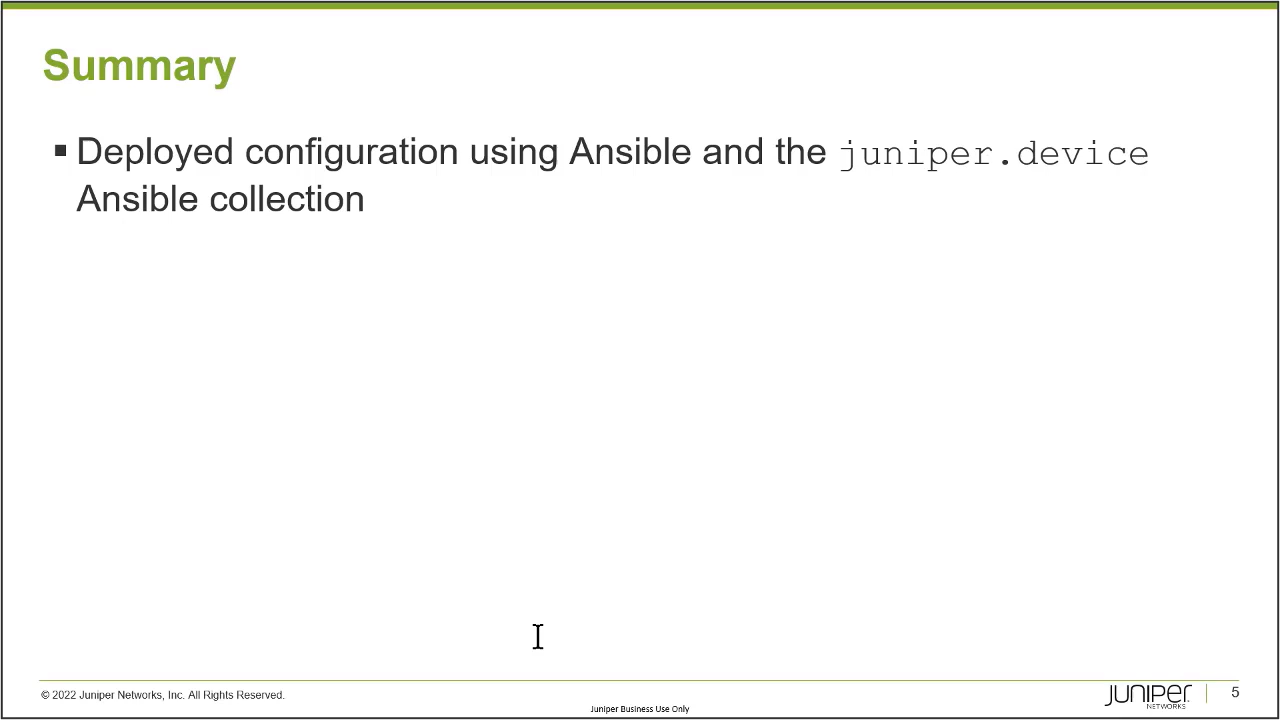 Summary
▪ Deployed configuration using Ansible and the juniper.device
Ansible collection
© 2022 Juniper Networks, Inc. All Rights Reserved.
Juniper Business Use Only
JUNIPER
NETWORKS
5